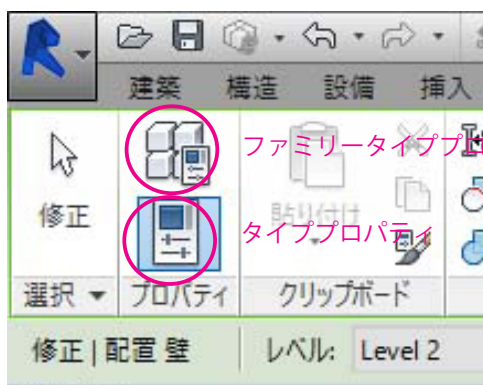 建築 構造 設備 挿入
ファミリータイププロ
修正
貼り付け
タイププロパティ
選択 プロパティ クリップボード
修正 | 配置 壁 レベル: Level 2